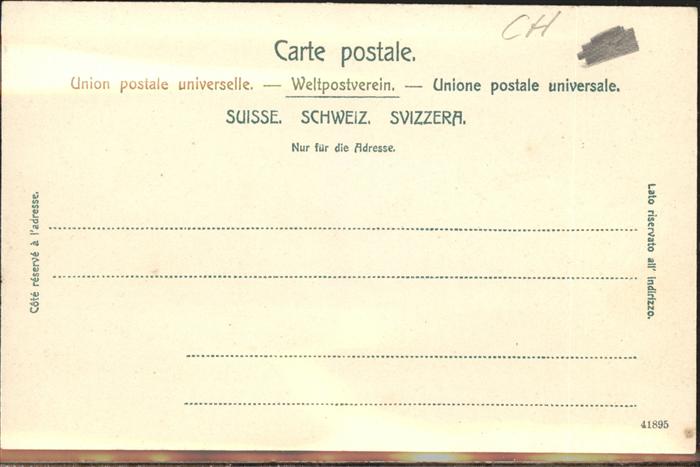 CH
Carte postale.
Union postale universelle. — Weltpostverein. — Unione postale universale.
SUISSE. SCHWEIZ. SVIZZERA.
Nur für die Adresse.
Côté réservé à l'adresse.
Lato riservato all' indirizzo.
41895